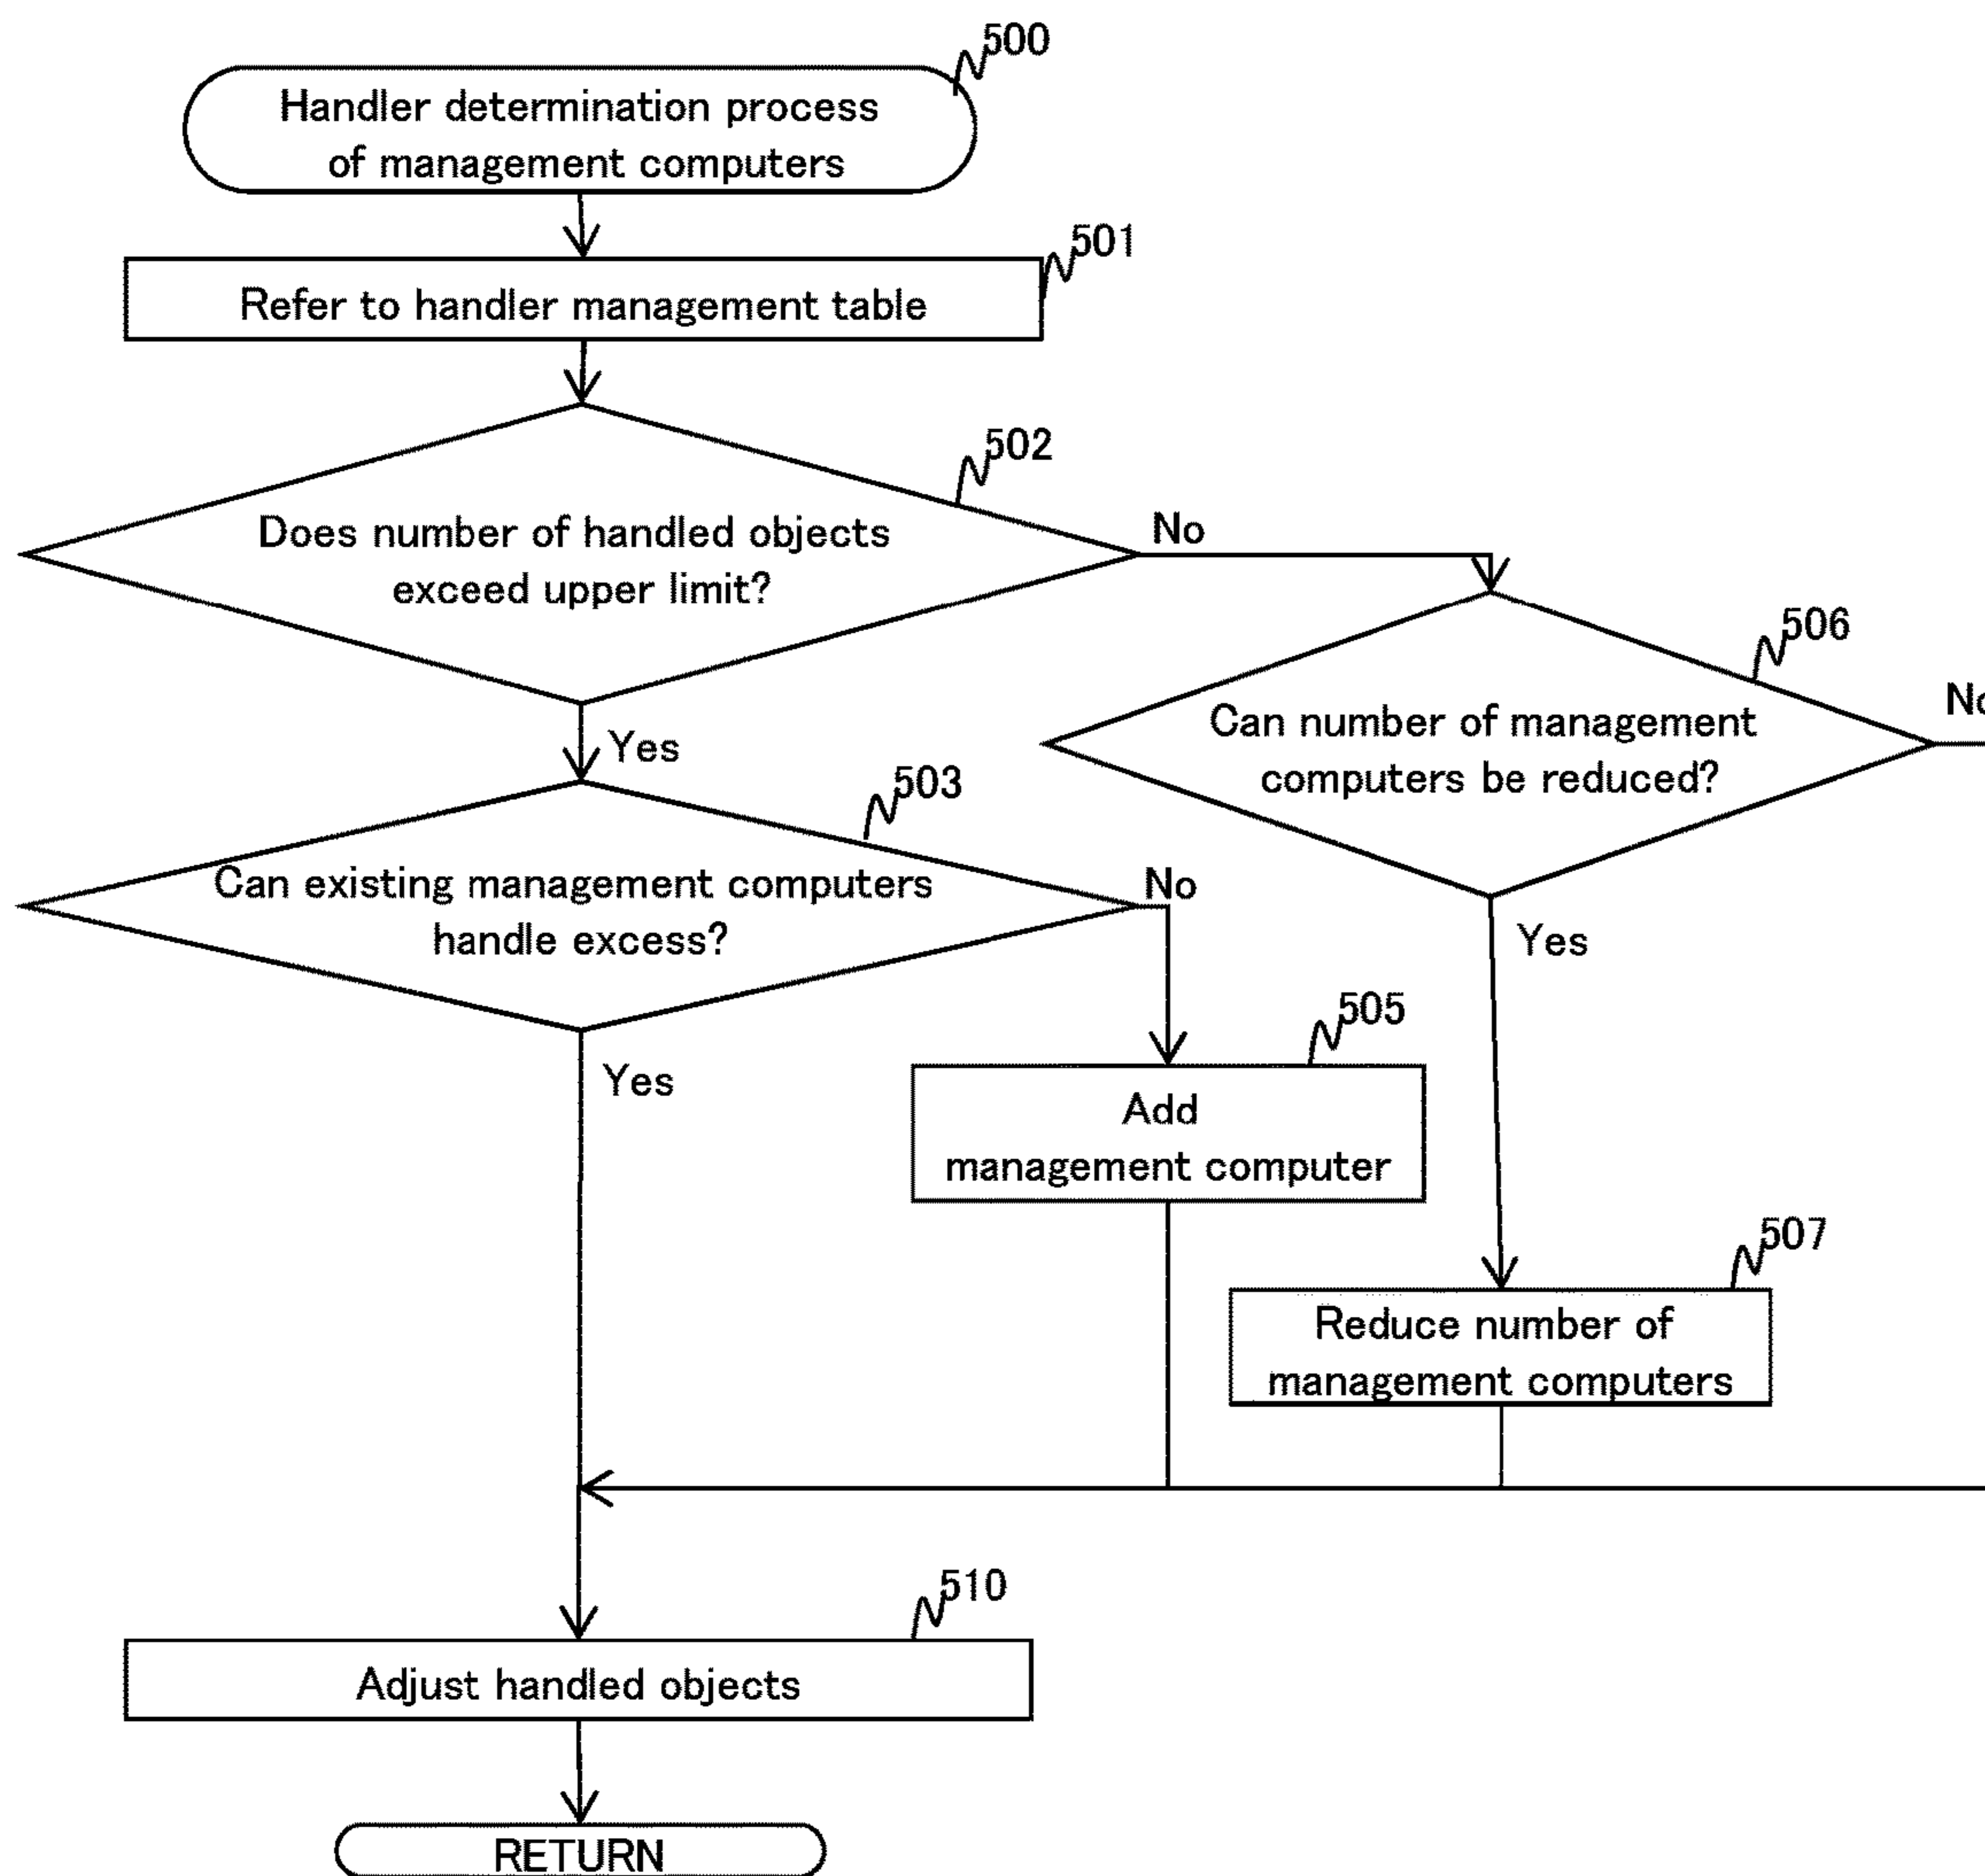 500
Handler determination process
of management computers
501
Refer to handler management table
502
Does number of handled objects
exceed upper limit?
No
506
Can number of management
computers be reduced?
No
Yes
503
Can existing management computers
handle excess?
No
Yes
505
Add
management computer
Yes
507
Reduce number of
management computers
510
Adjust handled objects
RETURN